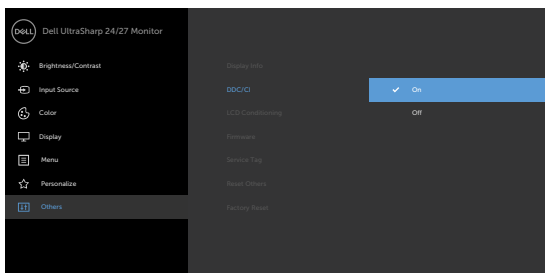 DELL Dell UltraSharp 24/27 Monitor
Brightness/Contrast
Input Source
Color
Display
Menu
Personalize
Others
Display Info
DDC/CI
LCD Conditioning
Firmware
Service Tag
Reset Others
Factory Reset
On
Off